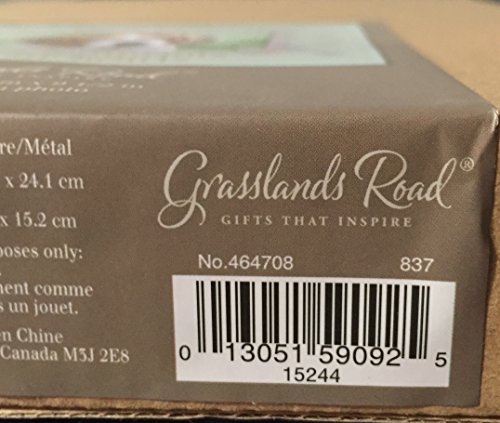 photo
re/Métal
x 24.1 cm
x 15.2 cm
poses only:
ment comme
s un jouet.
en Chine
Canada M3J 2E8
Grasslands Road®
GIFTS THAT INSPIRE
No.464708 837
0 13051 59092 5
15244